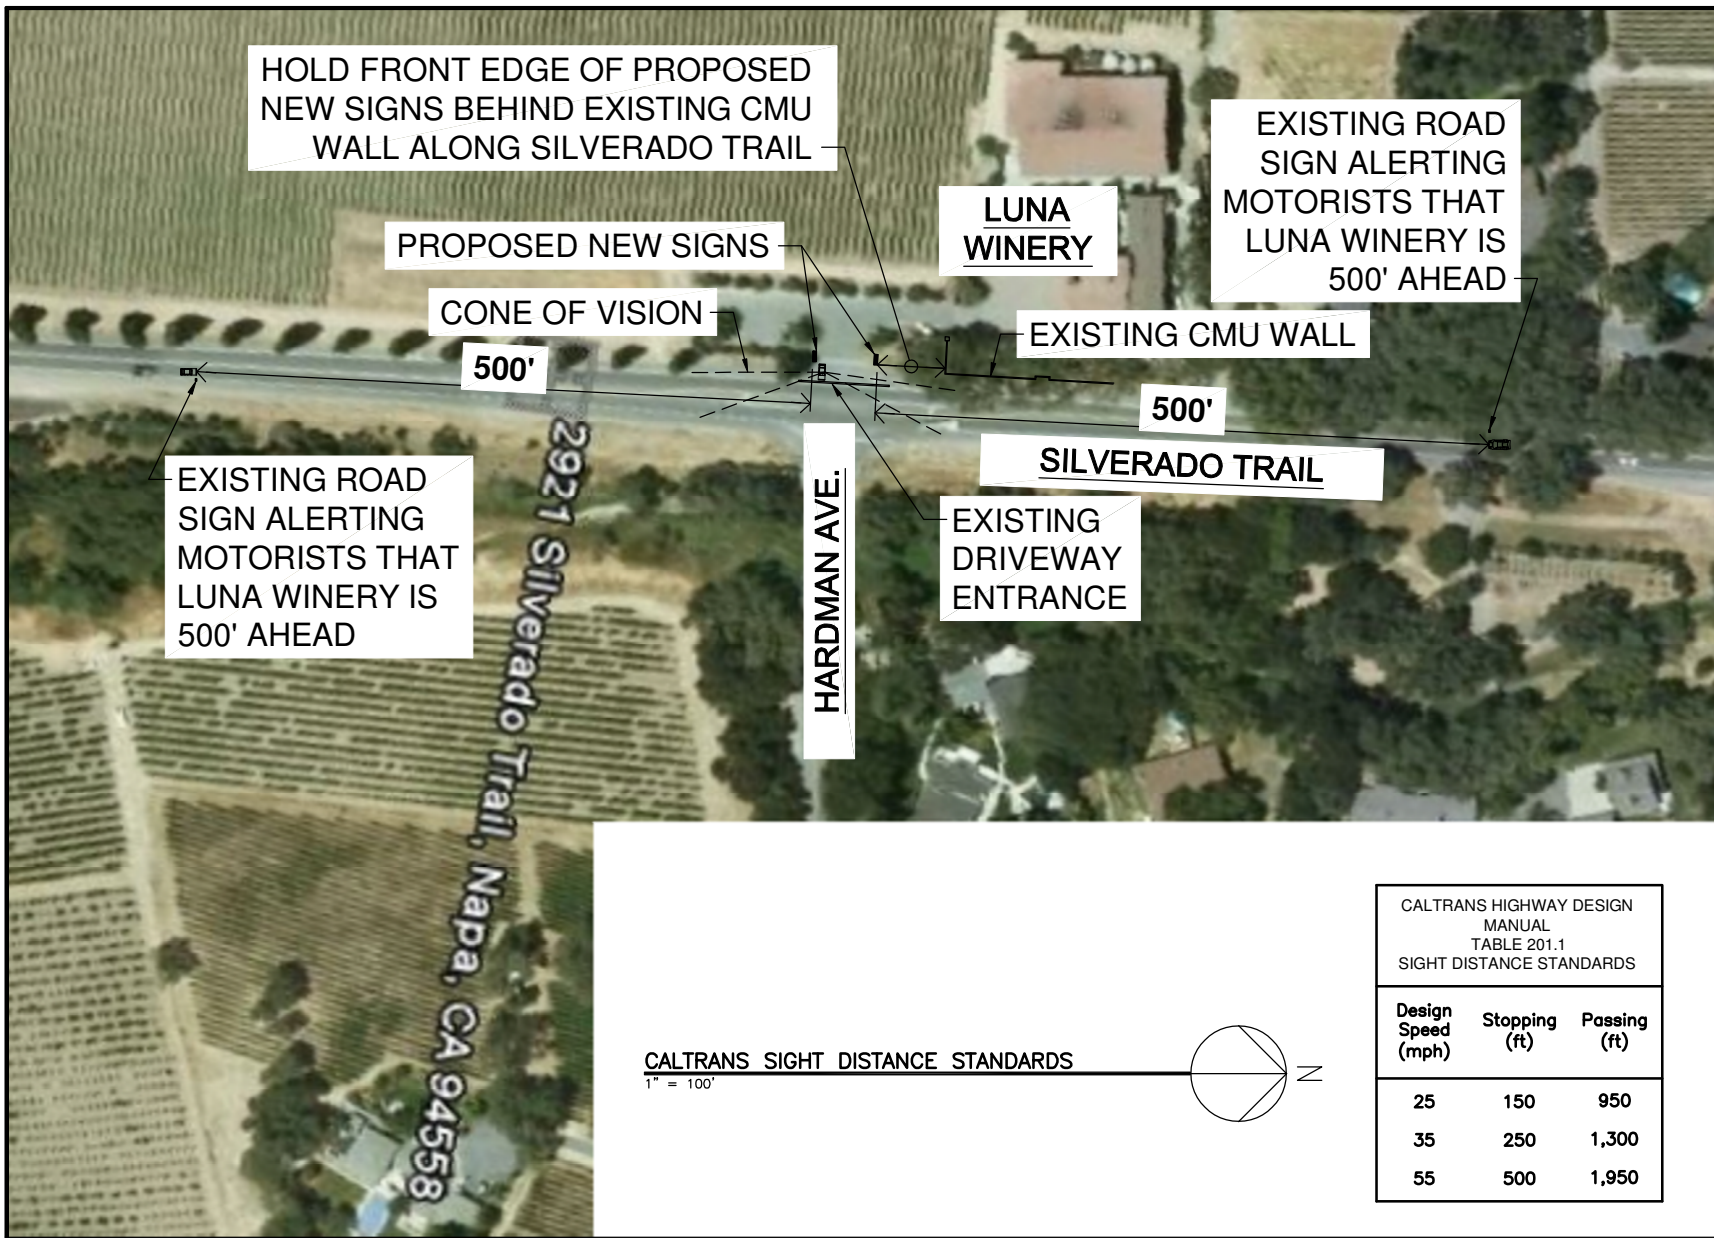 HOLD FRONT EDGE OF PROPOSED
NEW SIGNS BEHIND EXISTING CMU
WALL ALONG SILVERADO TRAIL
EXISTING ROAD
SIGN ALERTING
MOTORISTS THAT
LUNA WINERY IS
500' AHEAD
LUNA
WINERY
PROPOSED NEW SIGNS
CONE OF VISION
EXISTING CMU WALL
500'
500'
SILVERADO TRAIL
EXISTING ROAD
SIGN ALERTING
MOTORISTS THAT
LUNA WINERY IS
500' AHEAD
2921 Silverado Trail, Napa, CA 94558
HARDMAN AVE.
EXISTING
DRIVEWAY
ENTRANCE
CALTRANS SIGHT DISTANCE STANDARDS
1" = 100'
N
CALTRANS HIGHWAY DESIGN
MANUAL
TABLE 201.1
SIGHT DISTANCE STANDARDS
Design Speed (mph) Stopping (ft) Passing (ft)
25 150 950
35 250 1,300
55 500 1,950